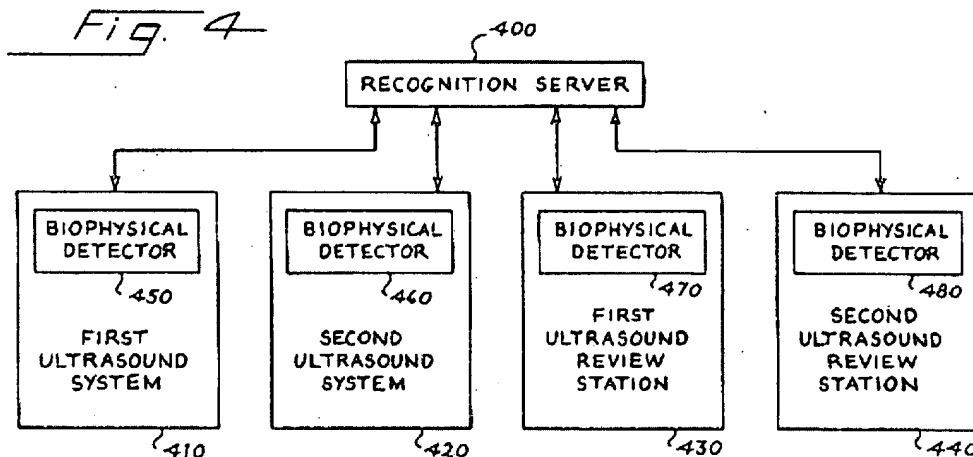 Fig. 4
400
RECOGNITION SERVER
BIOPHYSICAL
DETECTOR
450
FIRST
ULTRASOUND
SYSTEM
410
BIOPHYSICAL
DETECTOR
460
SECOND
ULTRASOUND
SYSTEM
420
BIOPHYSICAL
DETECTOR
470
FIRST
ULTRASOUND
REVIEW
STATION
430
BIOPHYSICAL
DETECTOR
480
SECOND
ULTRASOUND
REVIEW
STATION
440